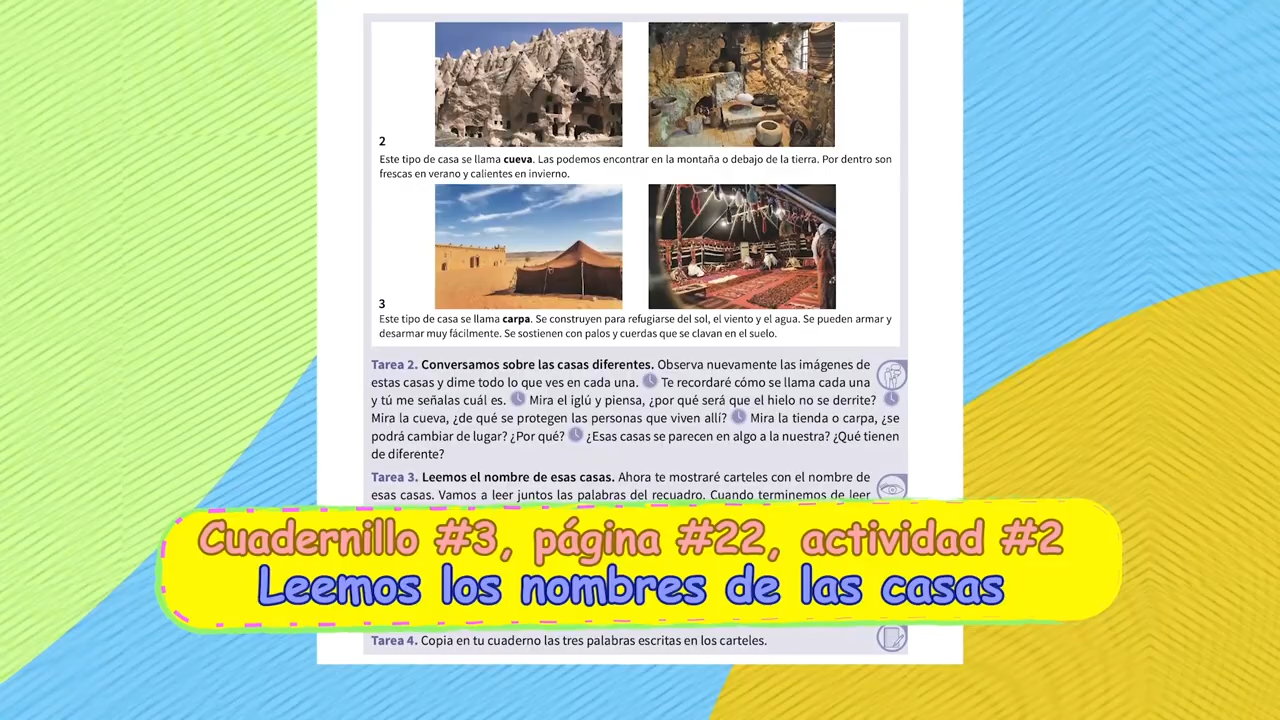 2
Este tipo de casa se llama cueva. Las podemos encontrar en la montaña o debajo de la tierra. Por dentro son
frescas en verano y calientes en invierno.
3
Este tipo de casa se llama carpa. Se construyen para refugiarse del sol, el viento y el agua. Se pueden armar y
desarmar muy fácilmente. Se sostienen con palos y cuerdas que se clavan en el suelo.
Tarea 2. Conversamos sobre las casas diferentes. Observa nuevamente las imágenes de
estas casas y dime todo lo que ves en cada una. Te recordaré cómo se llama cada una
y tú me señalas cuál es. Mira el iglú y piensa, ¿por qué será que el hielo no se derrite?
Mira la cueva, ¿de qué se protegen las personas que viven allí? Mira la tienda o carpa, ¿se
podrá cambiar de lugar? ¿Por qué? ¿Esas casas se parecen en algo a la nuestra? ¿Qué tienen
de diferente?
Tarea 3. Leemos el nombre de esas casas. Ahora te mostraré carteles con el nombre de
esas casas. Vamos a leer juntos las palabras del recuadro. Cuando terminemos de leer
Cuadernillo #3, página #22, actividad #2
Leemos los nombres de las casas
Tarea 4. Copia en tu cuaderno las tres palabras escritas en los carteles.